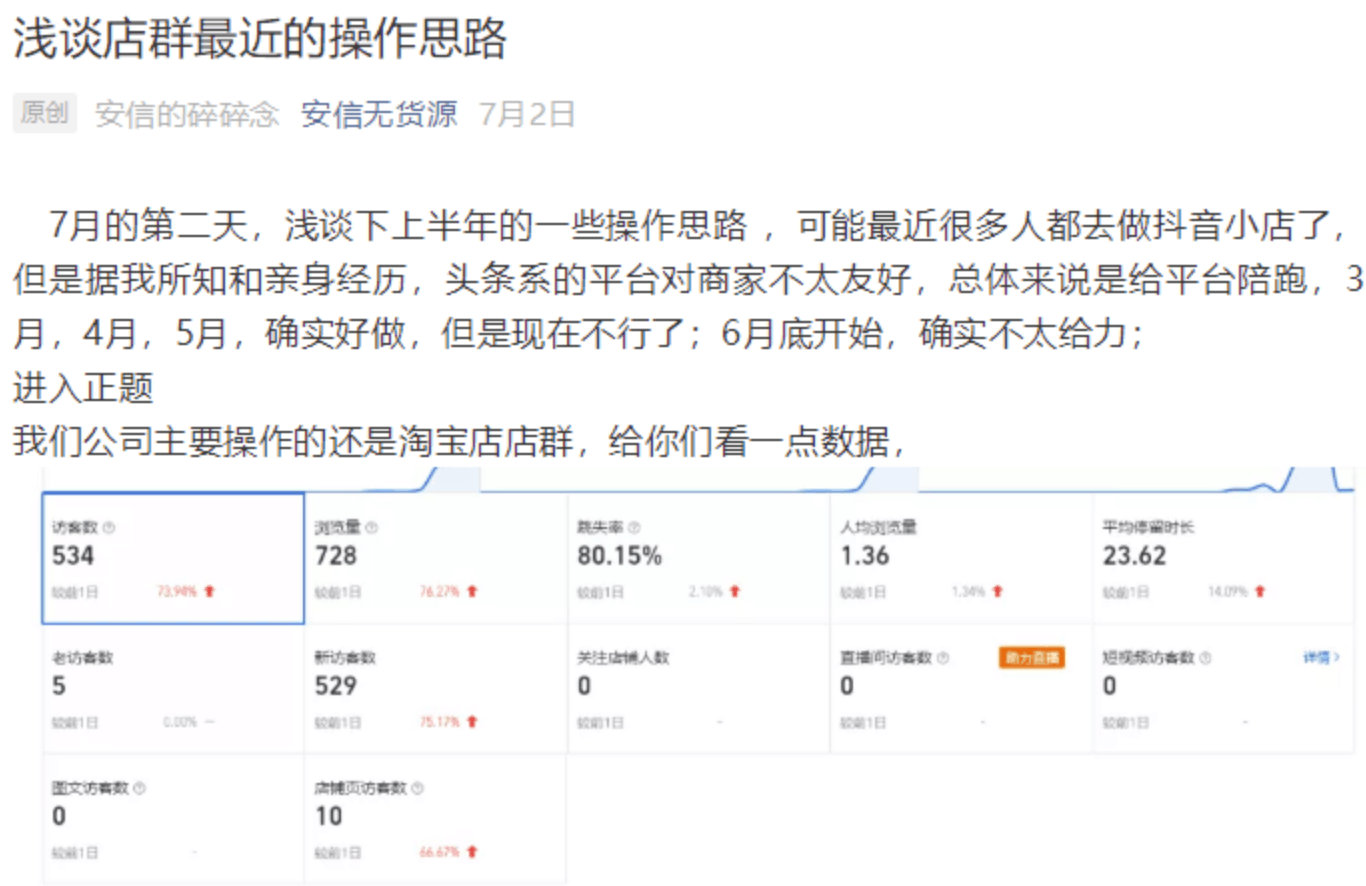 浅谈店群最近的操作思路
原创 安信的碎碎念 安信无货源 7月2日
7月的第二天，浅谈下上半年的一些操作思路 ，可能最近很多人都去做抖音小店了，
但是据我所知和亲身经历，头条系的平台对商家不太友好，总体来说是给平台陪跑，3
月，4月，5月，确实好做，但是现在不行了；6月底开始，确实不太给力；
进入正题
我们公司主要操作的还是淘宝店店群，给你们看一点数据，
访客数 浏览量 跳失率 人均浏览量 平均停留时长
534 728 80.15% 1.36 23.62
较前1日 73.94% 较前1日 76.27% 较前1日 2.10% 较前1日 1.34% 较前1日 14.09%
老访客数 新访客数 关注店铺人数 直播间访客数 助力直播 短视频访客数 详情>
5 529 0 0 0
较前1日 0.00% - 较前1日 75.17% 较前1日 - 较前1日 - 较前1日 -
图文访客数 店铺页访客数
0 10
较前1日 - 较前1日 66.67%